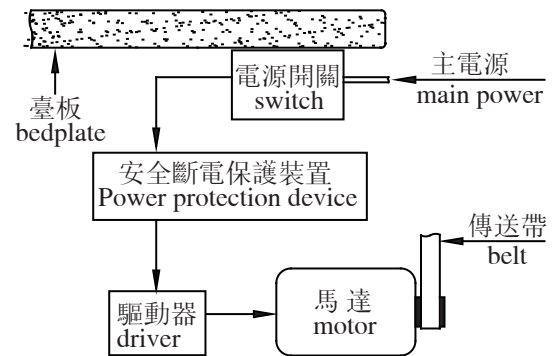 電源開關
switch
主電源
main power
臺板
bedplate
安全斷電保護裝置
Power protection device
傳送帶
belt
驅動器
driver
馬達
motor